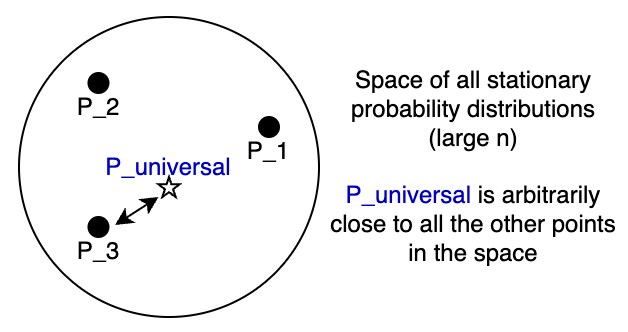 P_2
P_1
P_universal
P_3
Space of all stationary
probability distributions
(large n)
P_universal is arbitrarily
close to all the other points
in the space